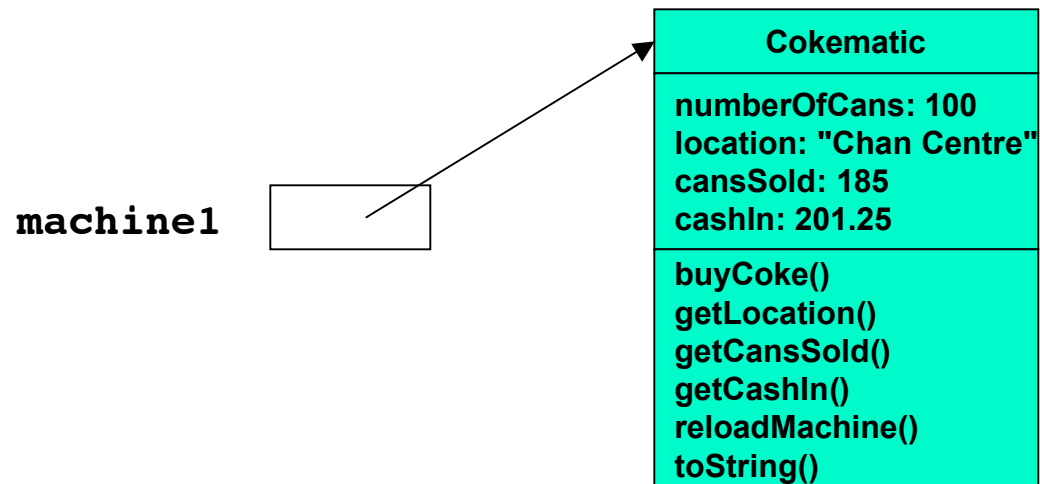 machine1
Cokematic
numberOfCans: 100
location: "Chan Centre"
cansSold: 185
cashIn: 201.25
buyCoke()
getLocation()
getCansSold()
getCashIn()
reloadMachine()
toString()